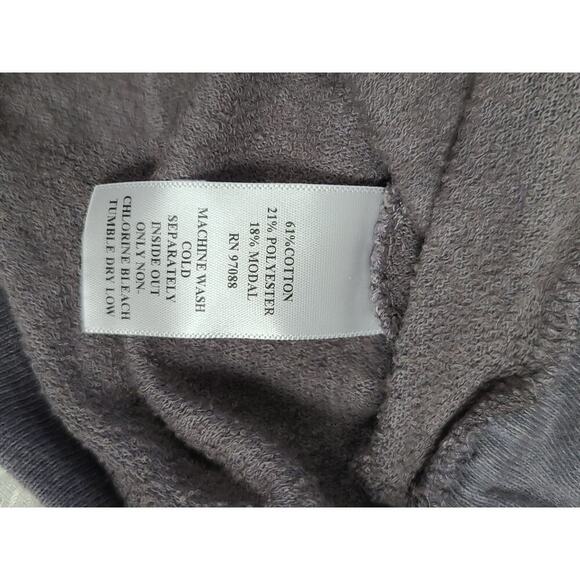 61%COTTON
21% POLYESTER
18% MODAL
RN 97088
MACHINE WASH
COLD
SEPARATELY
INSIDE OUT
ONLY NON-
CHLORINE BLEACH
TUMBLE DRY LOW